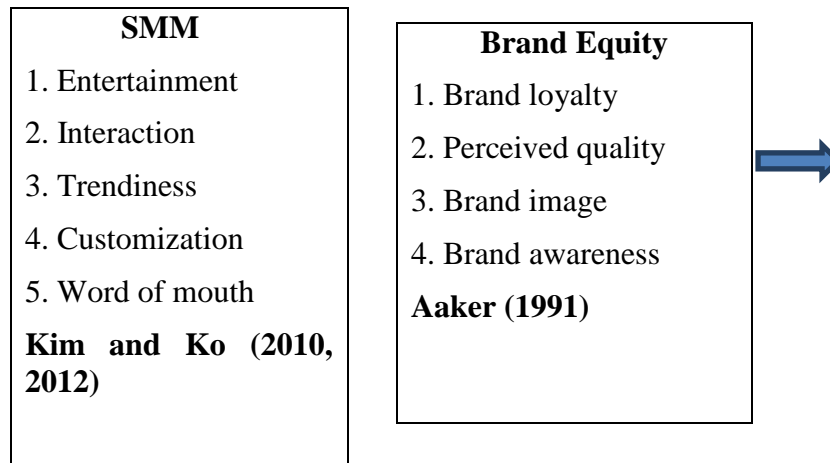 SMM
1. Entertainment
2. Interaction
3. Trendiness
4. Customization
5. Word of mouth
Kim and Ko (2010,
2012)
Brand Equity
1. Brand loyalty
2. Perceived quality
3. Brand image
4. Brand awareness
Aaker (1991)